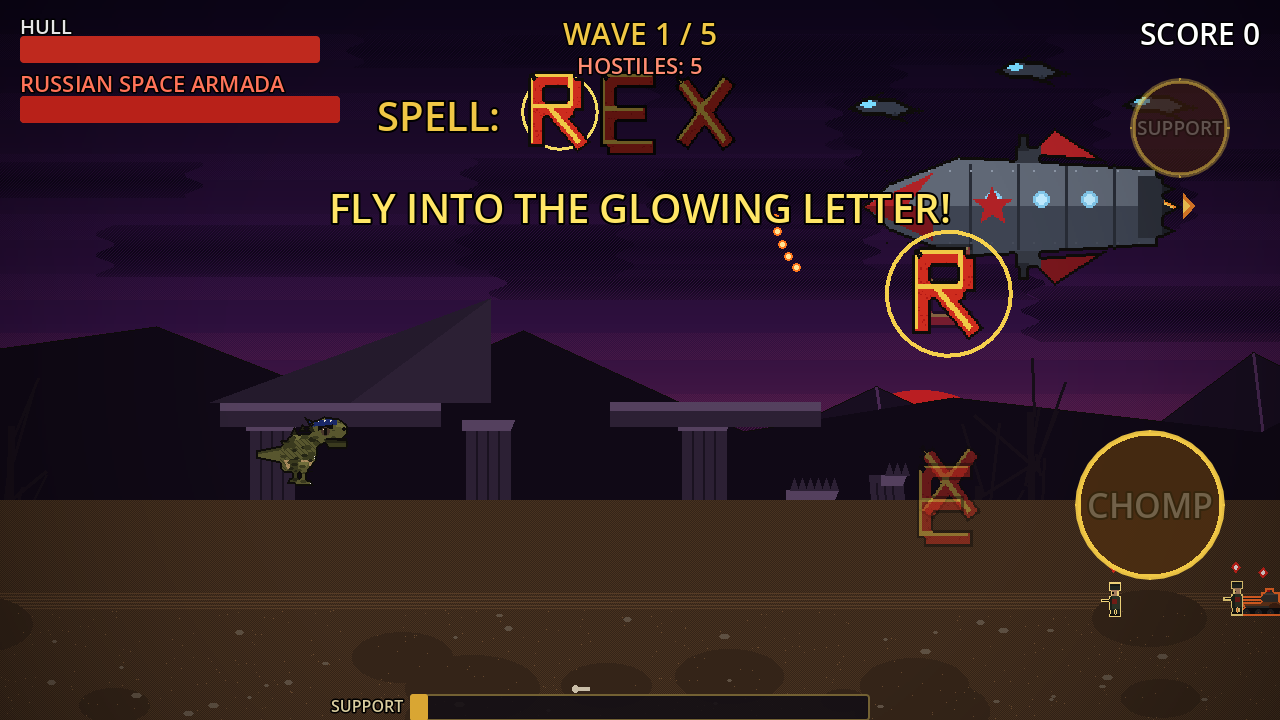 HULL
WAVE 1 / 5
SCORE 0
HOSTILES: 5
RUSSIAN SPACE ARMADA
SPELL: R E X
SUPPORT
FLY INTO THE GLOWING LETTER!
R
X
E
CHOMP
SUPPORT